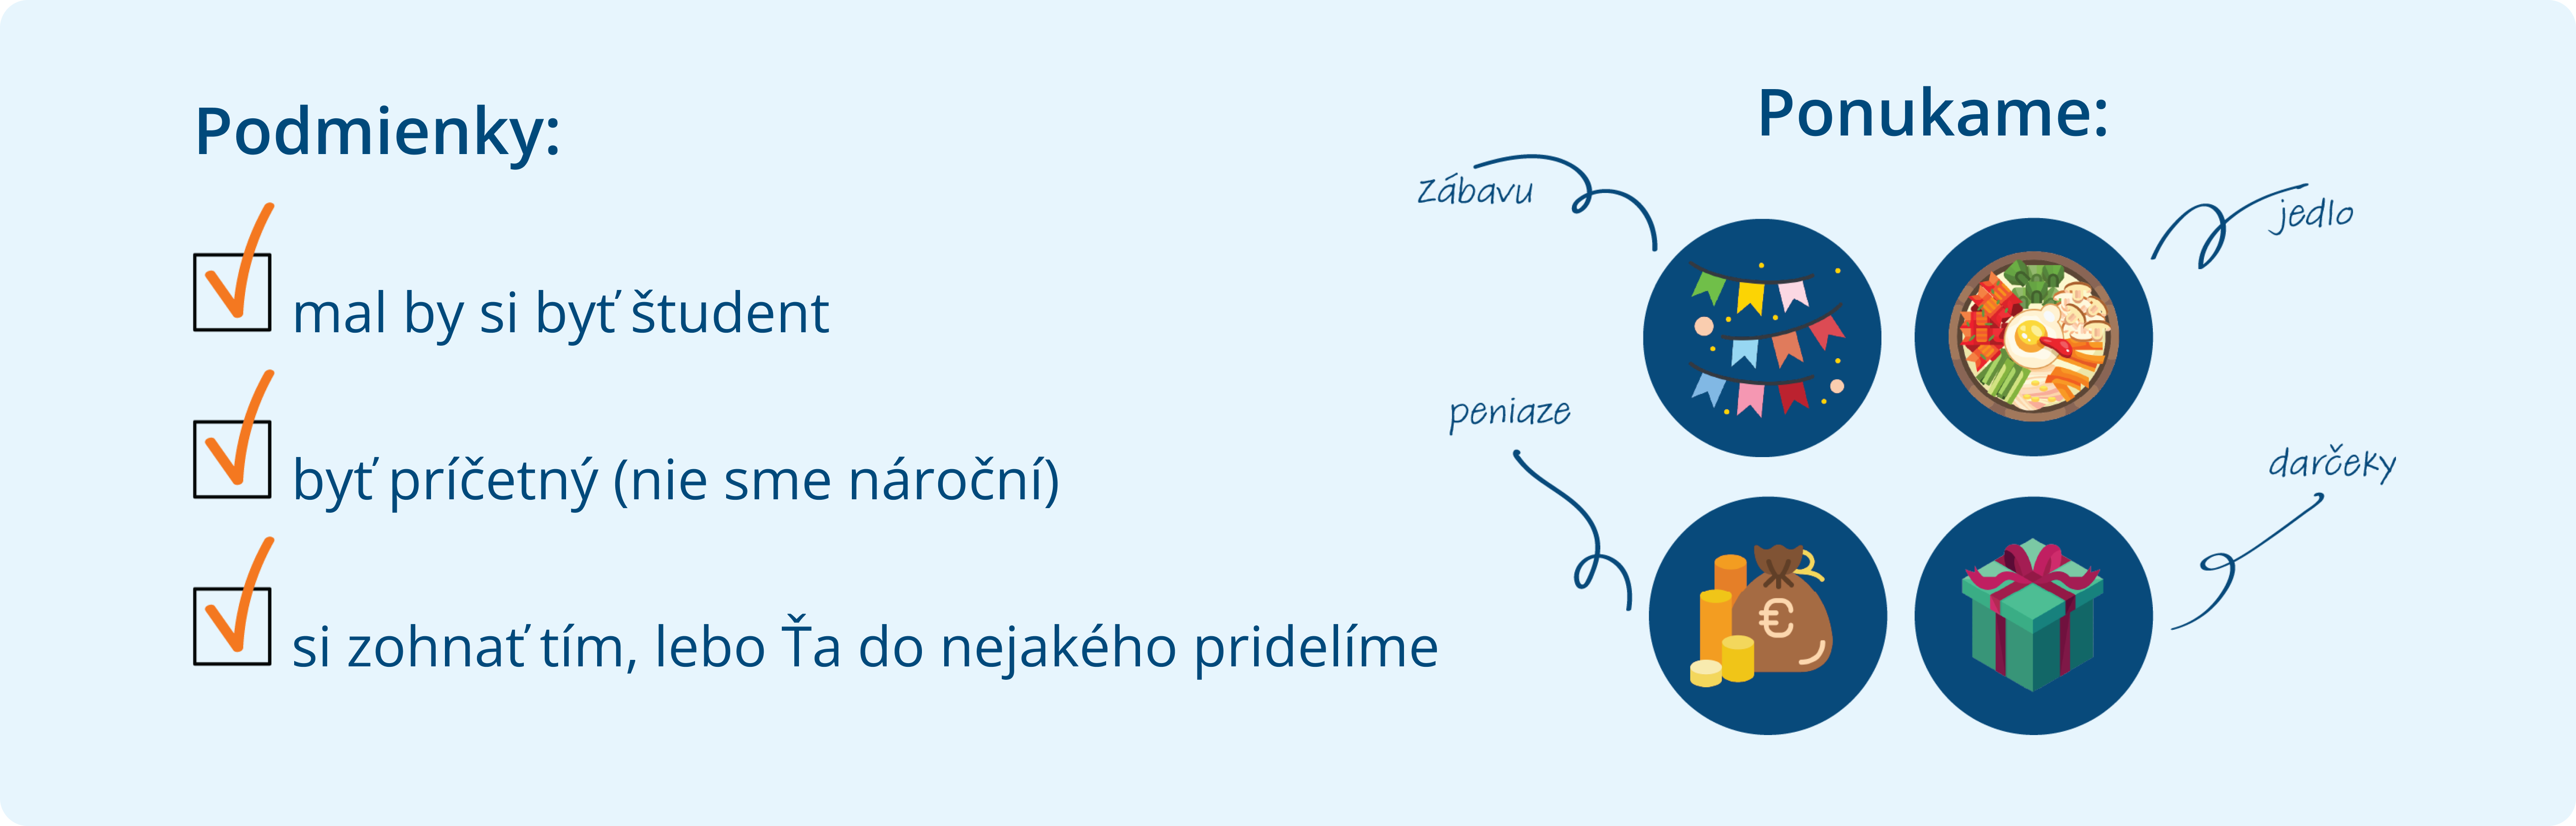 Podmienky:
mal by si byť študent
byť príčetný (nie sme nároční)
si zohnať tím, lebo Ťa do nejakého pridelíme
Ponukame:
zábavu
jedlo
peniaze
darčeky
€